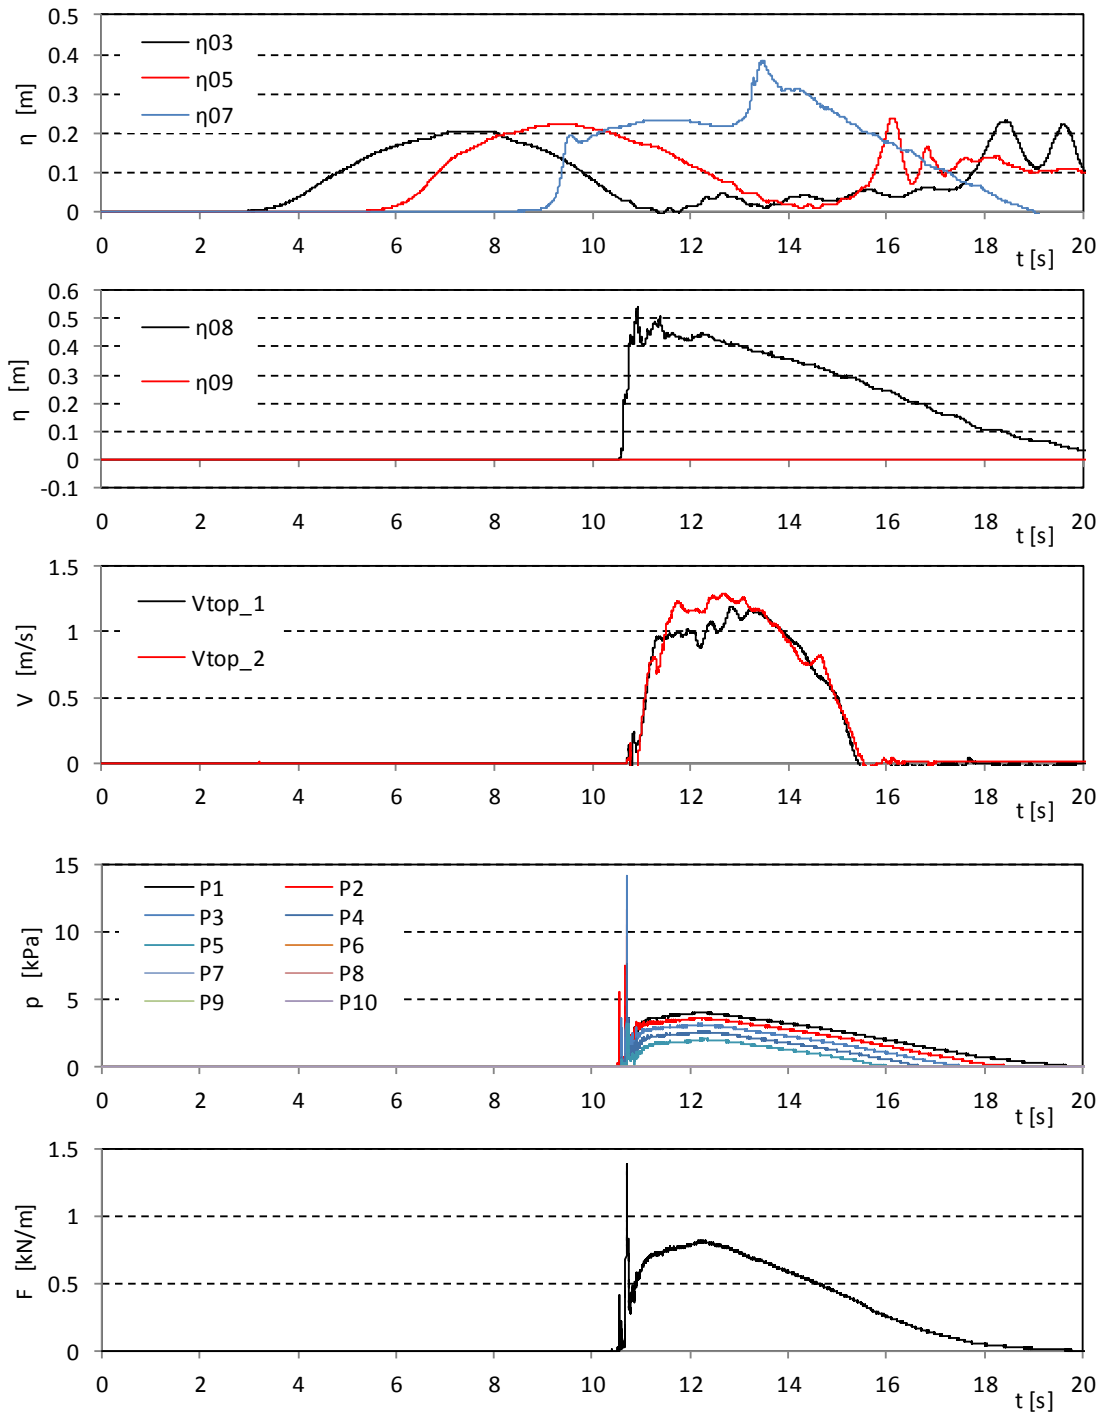 0.5
0.4
0.3
0.2
0.1
0
η [m]
η03
η05
η07
0 2 4 6 8 10 12 14 16 18 20
t [s]
0.6
0.5
0.4
0.3
0.2
0.1
0
-0.1
η [m]
η08
η09
0 2 4 6 8 10 12 14 16 18 20
t [s]
1.5
1
0.5
0
V [m/s]
Vtop_1
Vtop_2
0 2 4 6 8 10 12 14 16 18 20
t [s]
15
10
5
0
p [kPa]
P1 P2
P3 P4
P5 P6
P7 P8
P9 P10
0 2 4 6 8 10 12 14 16 18 20
t [s]
1.5
1
0.5
0
F [kN/m]
0 2 4 6 8 10 12 14 16 18 20
t [s]